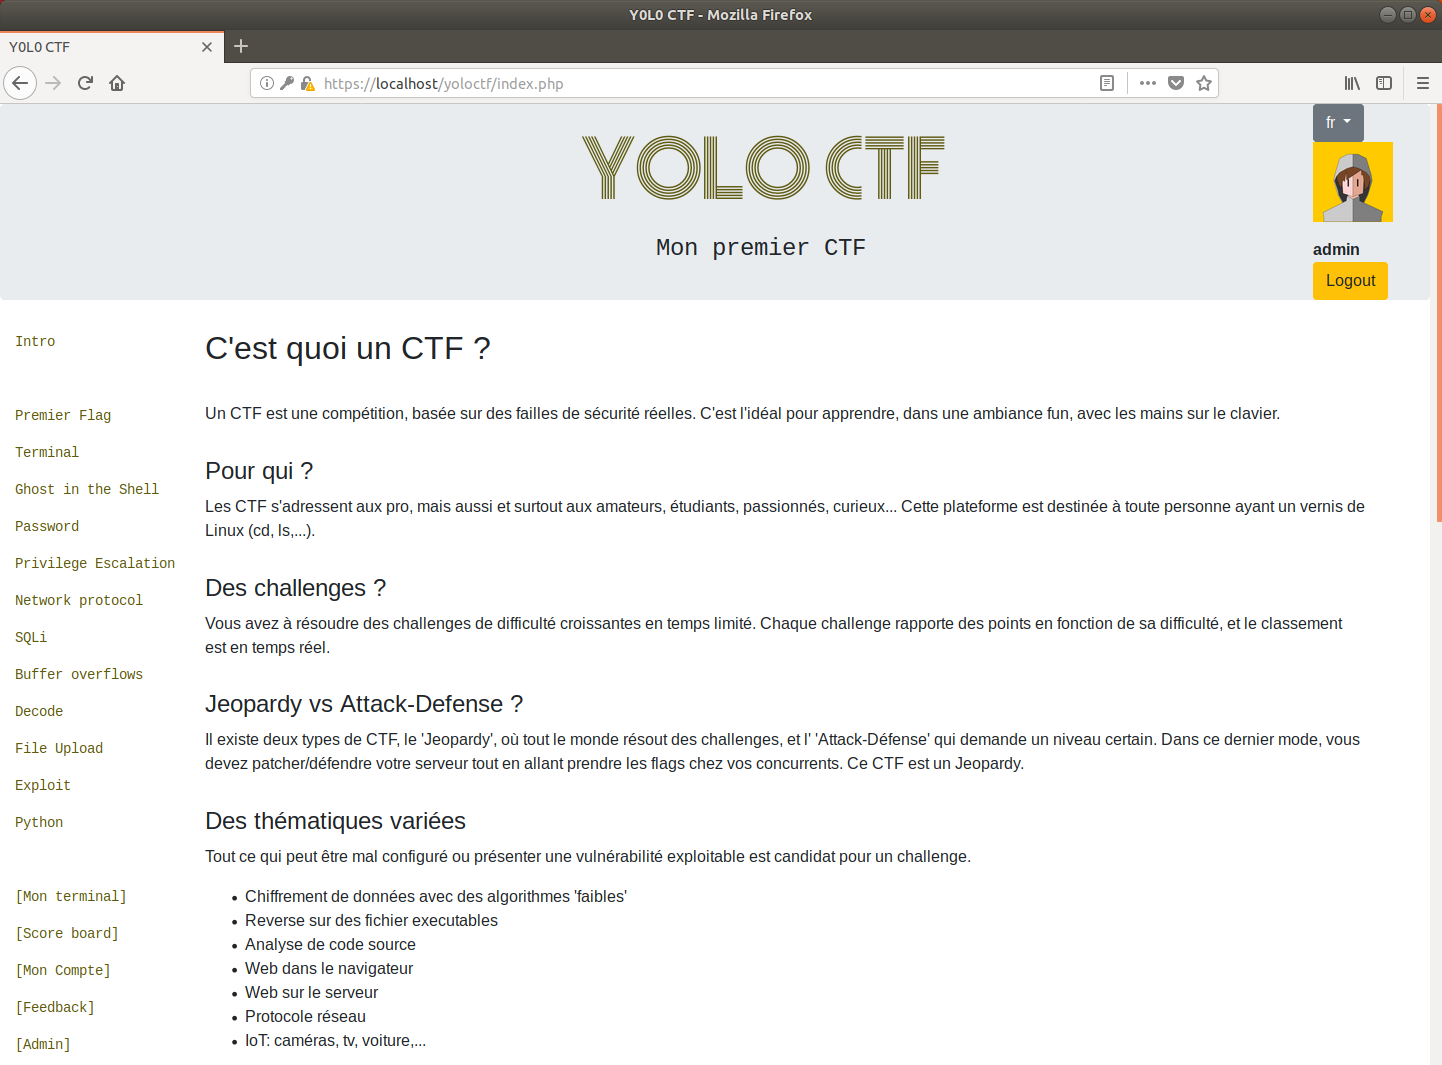 Y0L0 CTF - Mozilla Firefox
Y0L0 CTF
https://localhost/yoloctf/index.php
fr
YOLO CTF
Mon premier CTF
admin
Logout
Intro
Premier Flag
Terminal
Ghost in the Shell
Password
Privilege Escalation
Network protocol
SQLi
Buffer overflows
Decode
File Upload
Exploit
Python
[Mon terminal]
[Score board]
[Mon Compte]
[Feedback]
[Admin]
C'est quoi un CTF ?
Un CTF est une compétition, basée sur des failles de sécurité réelles. C'est l'idéal pour apprendre, dans une ambiance fun, avec les mains sur le clavier.
Pour qui ?
Les CTF s'adressent aux pro, mais aussi et surtout aux amateurs, étudiants, passionnés, curieux... Cette plateforme est destinée à toute personne ayant un vernis de
Linux (cd, ls,...).
Des challenges ?
Vous avez à résoudre des challenges de difficulté croissantes en temps limité. Chaque challenge rapporte des points en fonction de sa difficulté, et le classement
est en temps réel.
Jeopardy vs Attack-Defense ?
Il existe deux types de CTF, le 'Jeopardy', où tout le monde résout des challenges, et l' 'Attack-Défense' qui demande un niveau certain. Dans ce dernier mode, vous
devez patcher/défendre votre serveur tout en allant prendre les flags chez vos concurrents. Ce CTF est un Jeopardy.
Des thématiques variées
Tout ce qui peut être mal configuré ou présenter une vulnérabilité exploitable est candidat pour un challenge.
• Chiffrement de données avec des algorithmes 'faibles'
• Reverse sur des fichier executables
• Analyse de code source
• Web dans le navigateur
• Web sur le serveur
• Protocole réseau
• IoT: caméras, tv, voiture,...